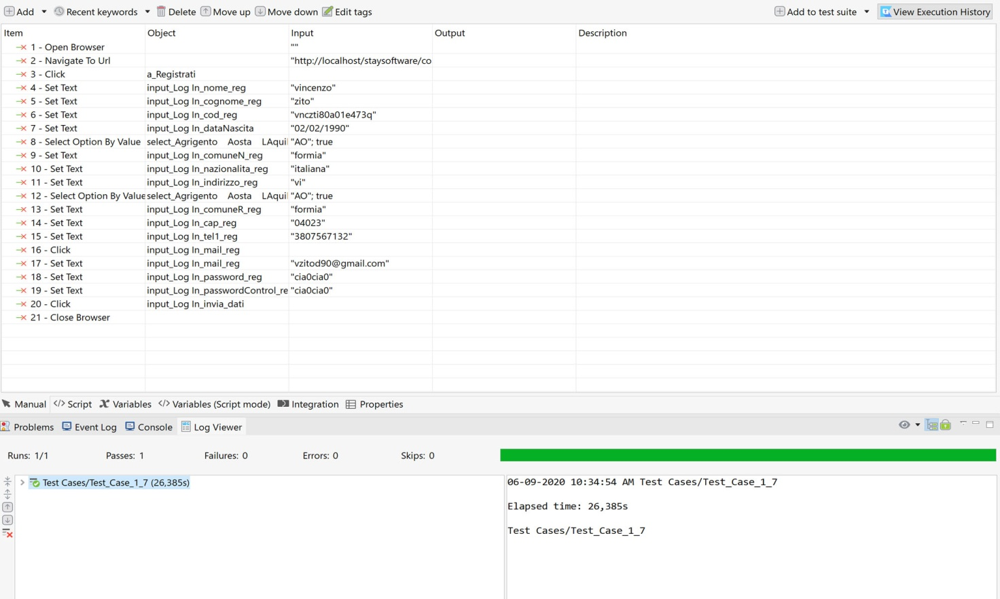 Add Recent keywords Delete Move up Move down Edit tags Add to test suite View Execution History
Item Object Input Output Description
1 - Open Browser ""
2 - Navigate To Url "http://localhost/staysoftware/co
3 - Click a_Registrati
4 - Set Text input_Log In_nome_reg "vincenzo"
5 - Set Text input_Log In_cognome_reg "zito"
6 - Set Text input_Log In_cod_reg "vnczti80a01e473q"
7 - Set Text input_Log In_dataNascita "02/02/1990"
8 - Select Option By Value select_Agrigento Aosta LAquil "AO"; true
9 - Set Text input_Log In_comuneN_reg "formia"
10 - Set Text input_Log In_nazionalita_reg "italiana"
11 - Set Text input_Log In_indirizzo_reg "vi"
12 - Select Option By Value select_Agrigento Aosta LAquil "AO"; true
13 - Set Text input_Log In_comuneR_reg "formia"
14 - Set Text input_Log In_cap_reg "04023"
15 - Set Text input_Log In_tel1_reg "3807567132"
16 - Click input_Log In_mail_reg
17 - Set Text input_Log In_mail_reg "vzitod90@gmail.com"
18 - Set Text input_Log In_password_reg "cia0cia0"
19 - Set Text input_Log In_passwordControl_re "cia0cia0"
20 - Click input_Log In_invia_dati
21 - Close Browser
Manual Script Variables Variables (Script mode) Integration Properties
Problems Event Log Console Log Viewer
Runs: 1/1 Passes: 1 Failures: 0 Errors: 0 Skips: 0
Test Cases/Test_Case_1_7 (26,385s)
06-09-2020 10:34:54 AM Test Cases/Test_Case_1_7
Elapsed time: 26,385s
Test Cases/Test_Case_1_7